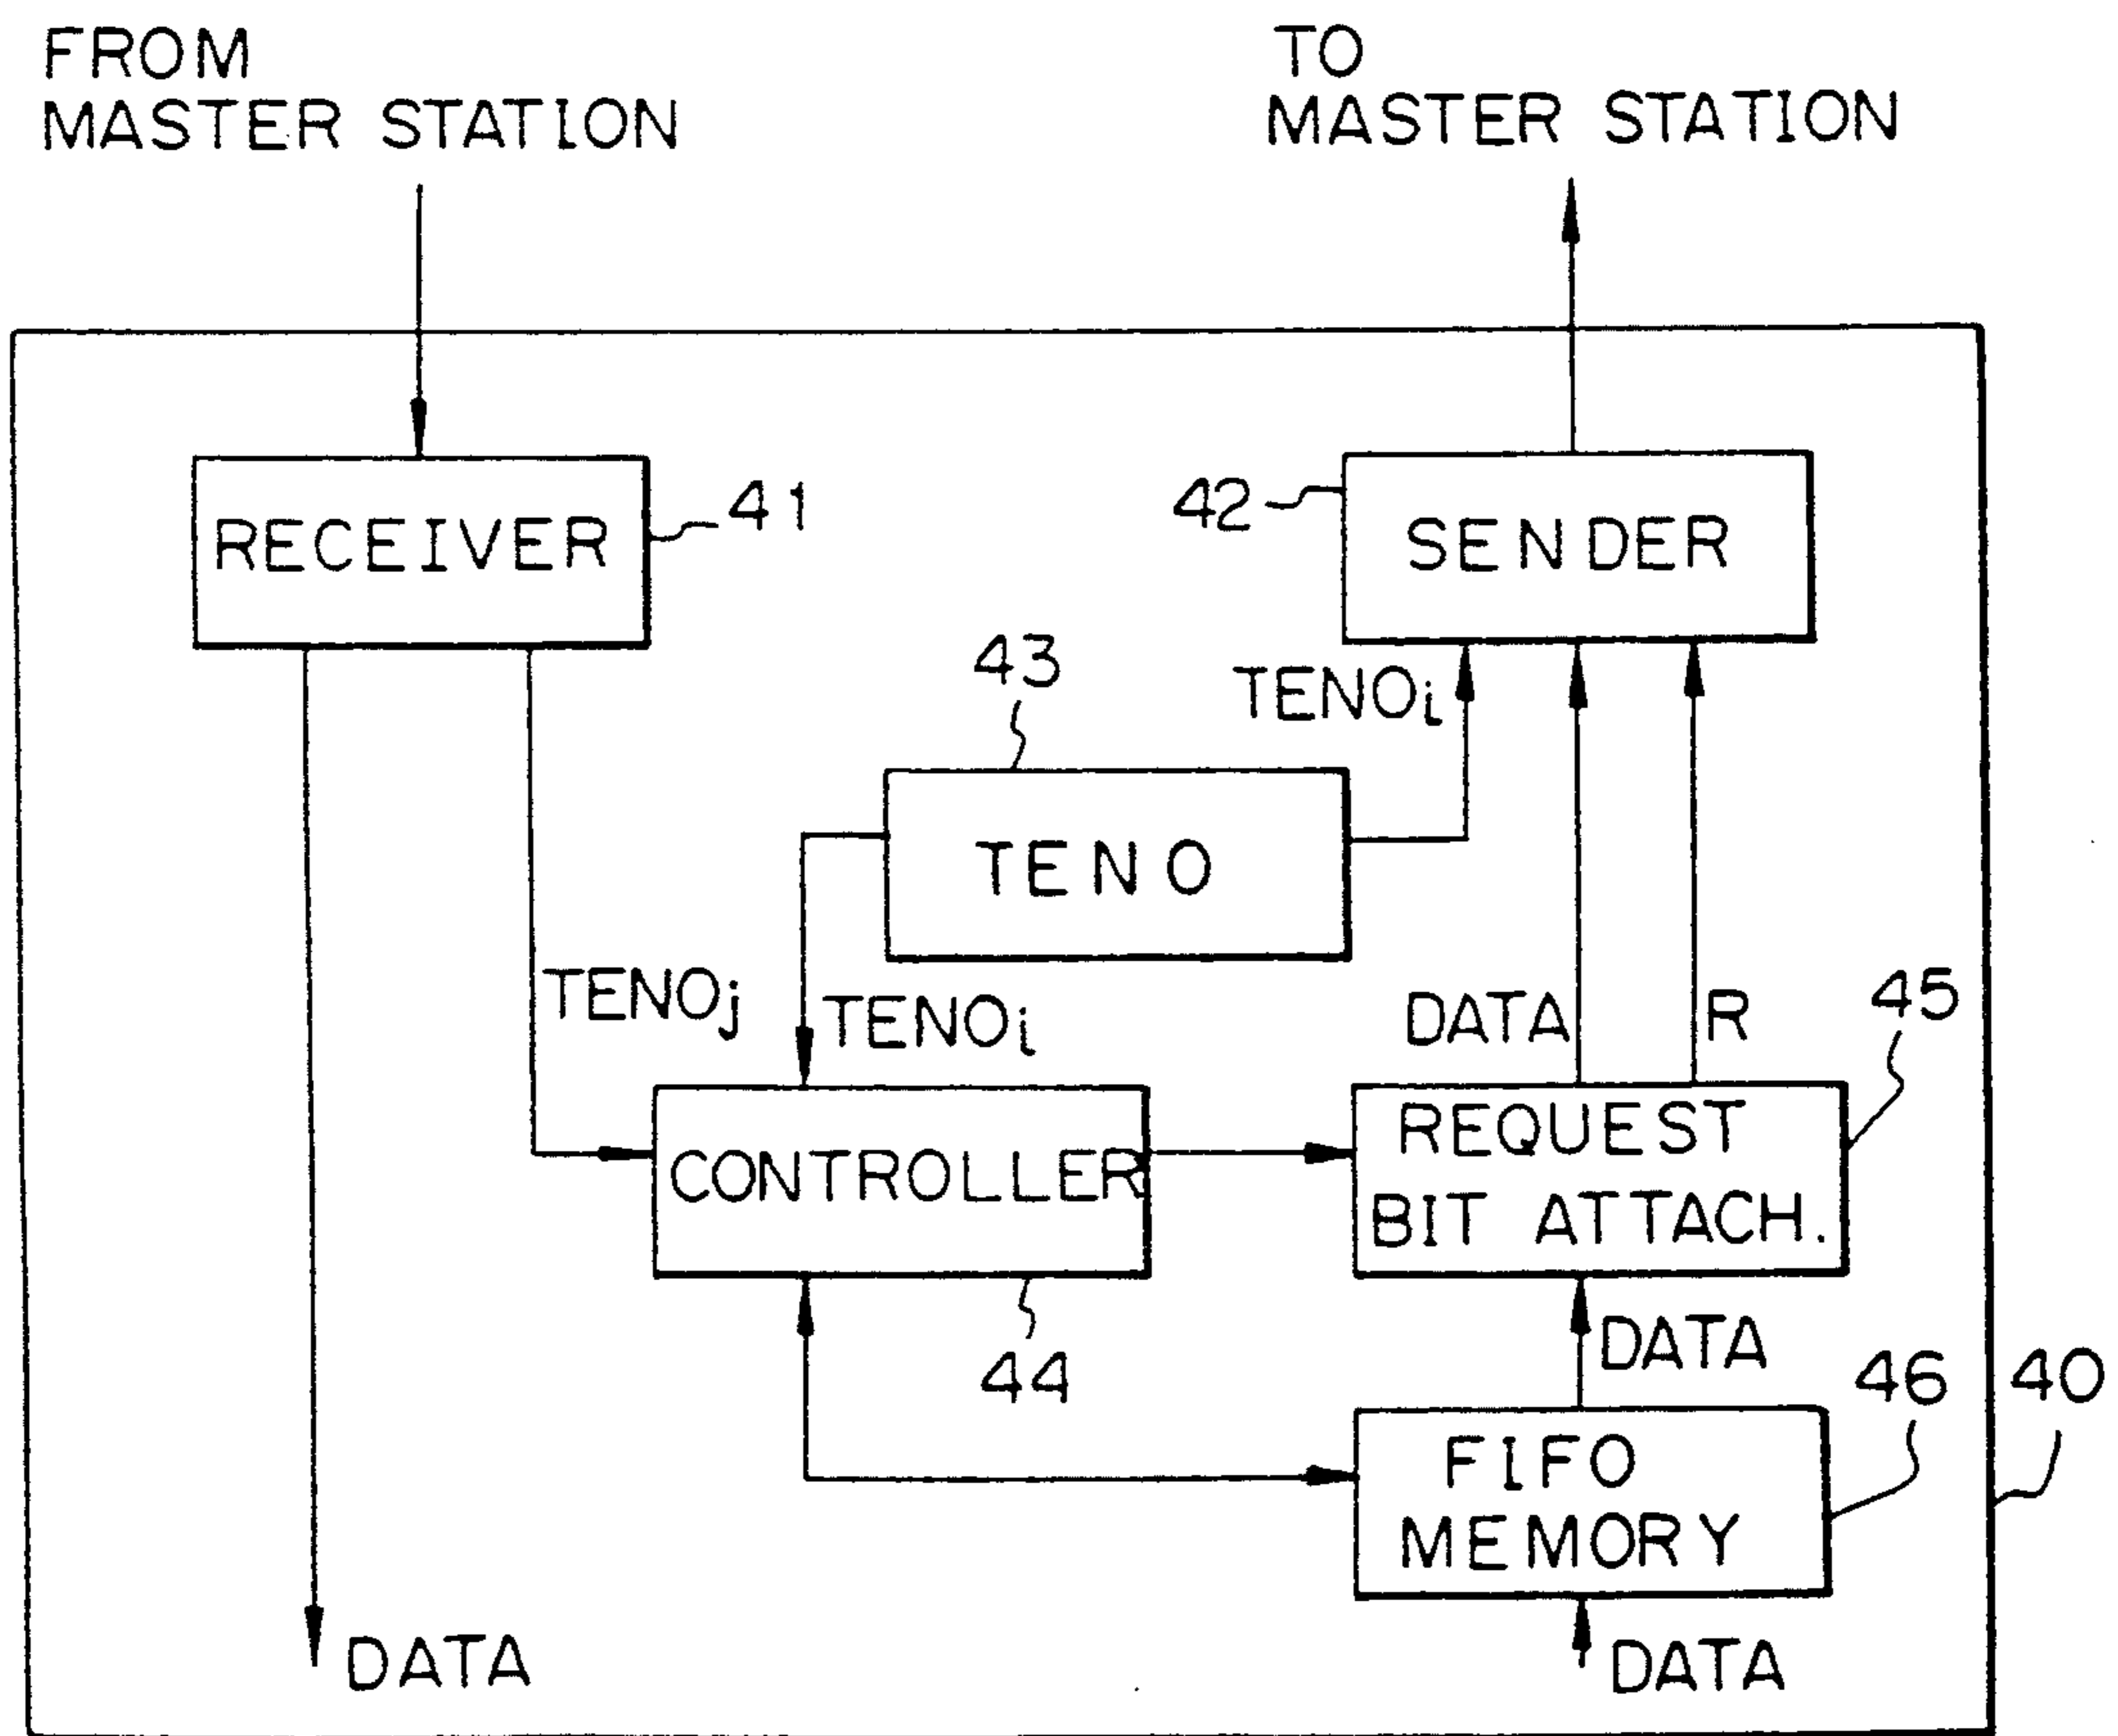 FROM
MASTER STATION
TO
MASTER STATION
RECEIVER
41
42
SENDER
43
TENOi
TENO
TENOj
TENOi
DATA
R
45
CONTROLLER
REQUEST
BIT ATTACH.
44
DATA
46
40
FIFO
MEMORY
DATA
DATA